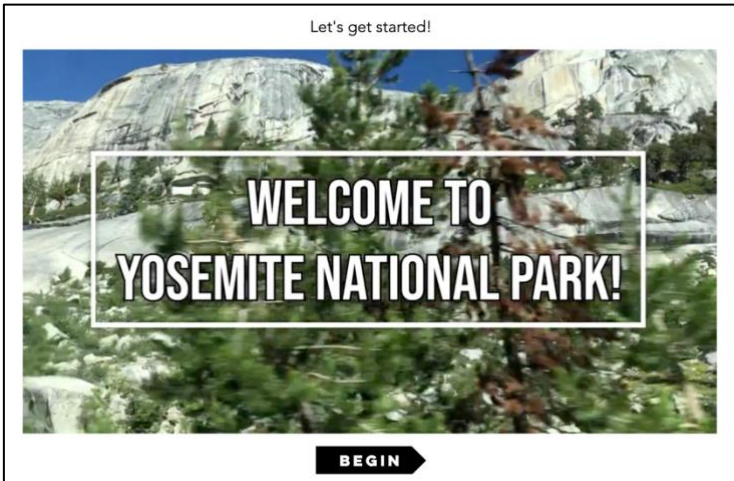 Let's get started!
WELCOME TO
YOSEMITE NATIONAL PARK!
BEGIN